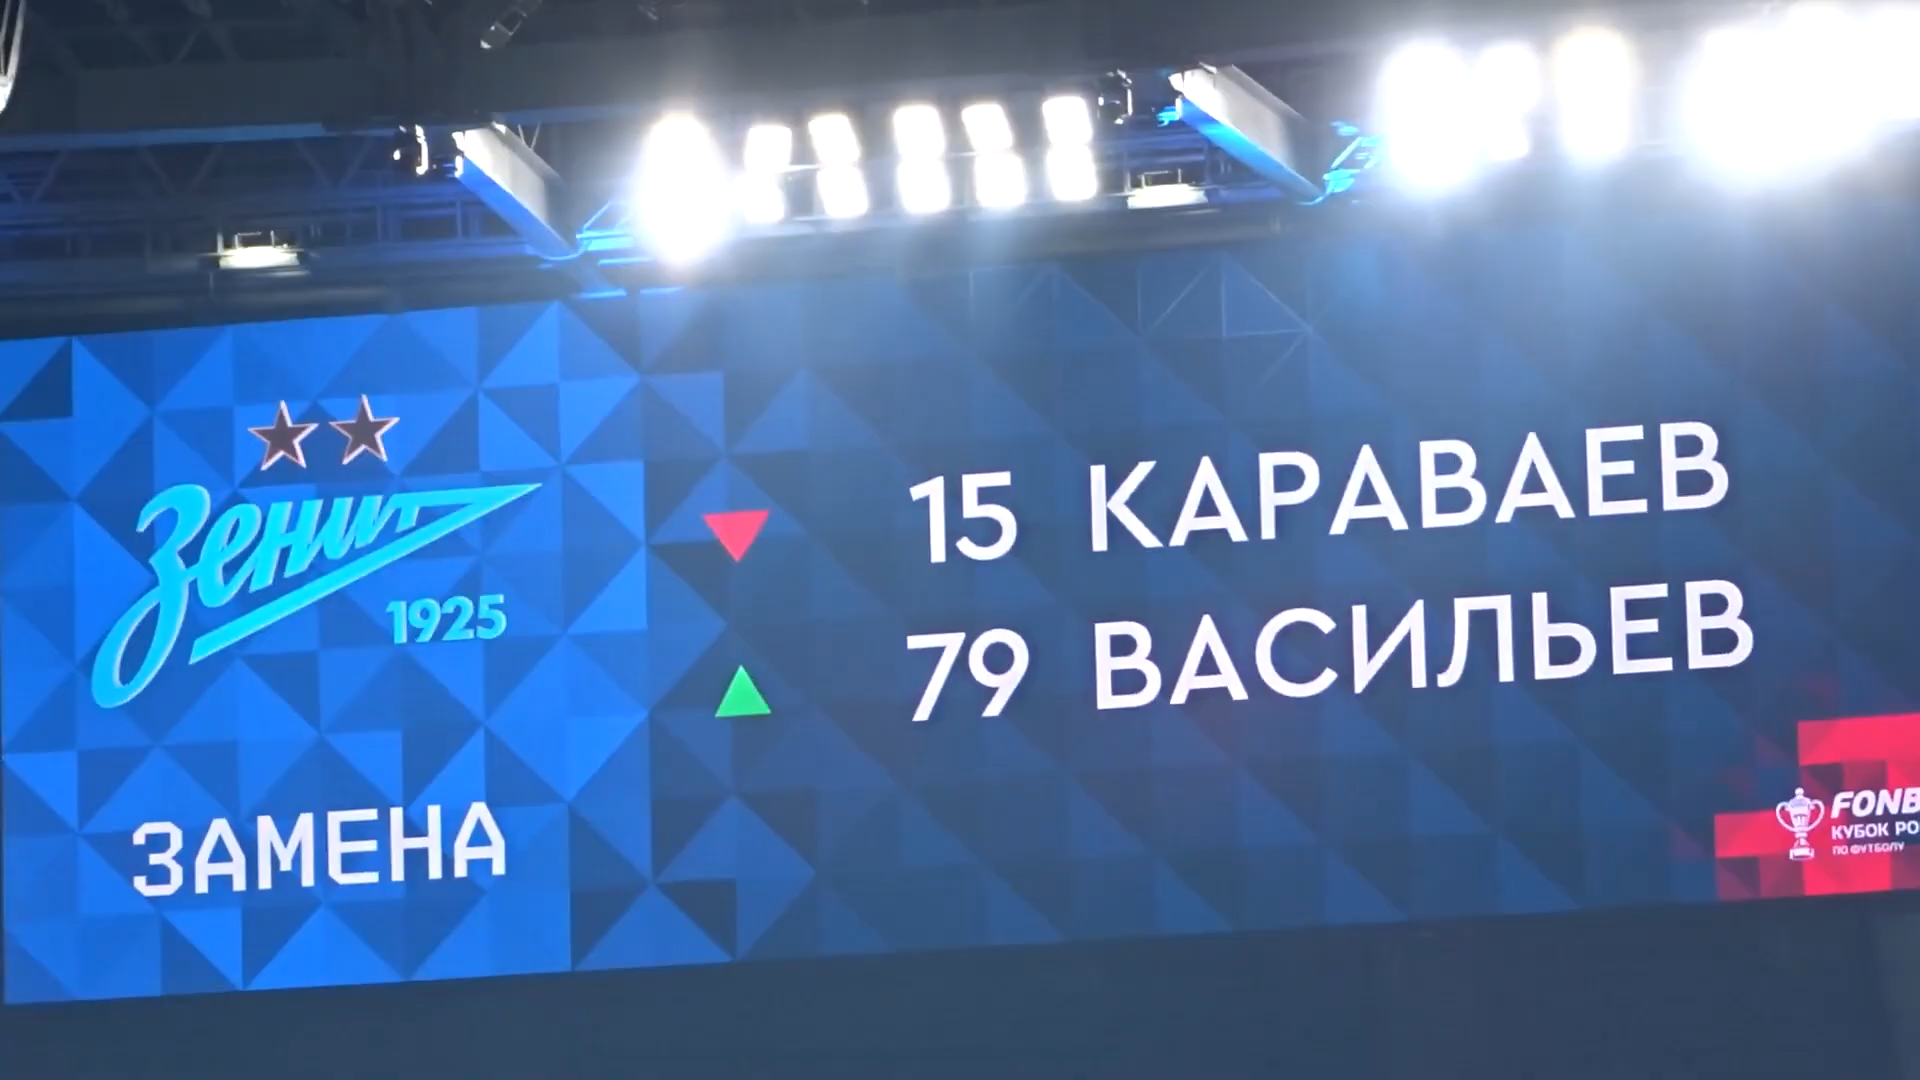 Зенит
1925
ЗАМЕНА
15 КАРАВАЕВ
79 ВАСИЛЬЕВ
КУБОК
ПО ФУТБОЛУ